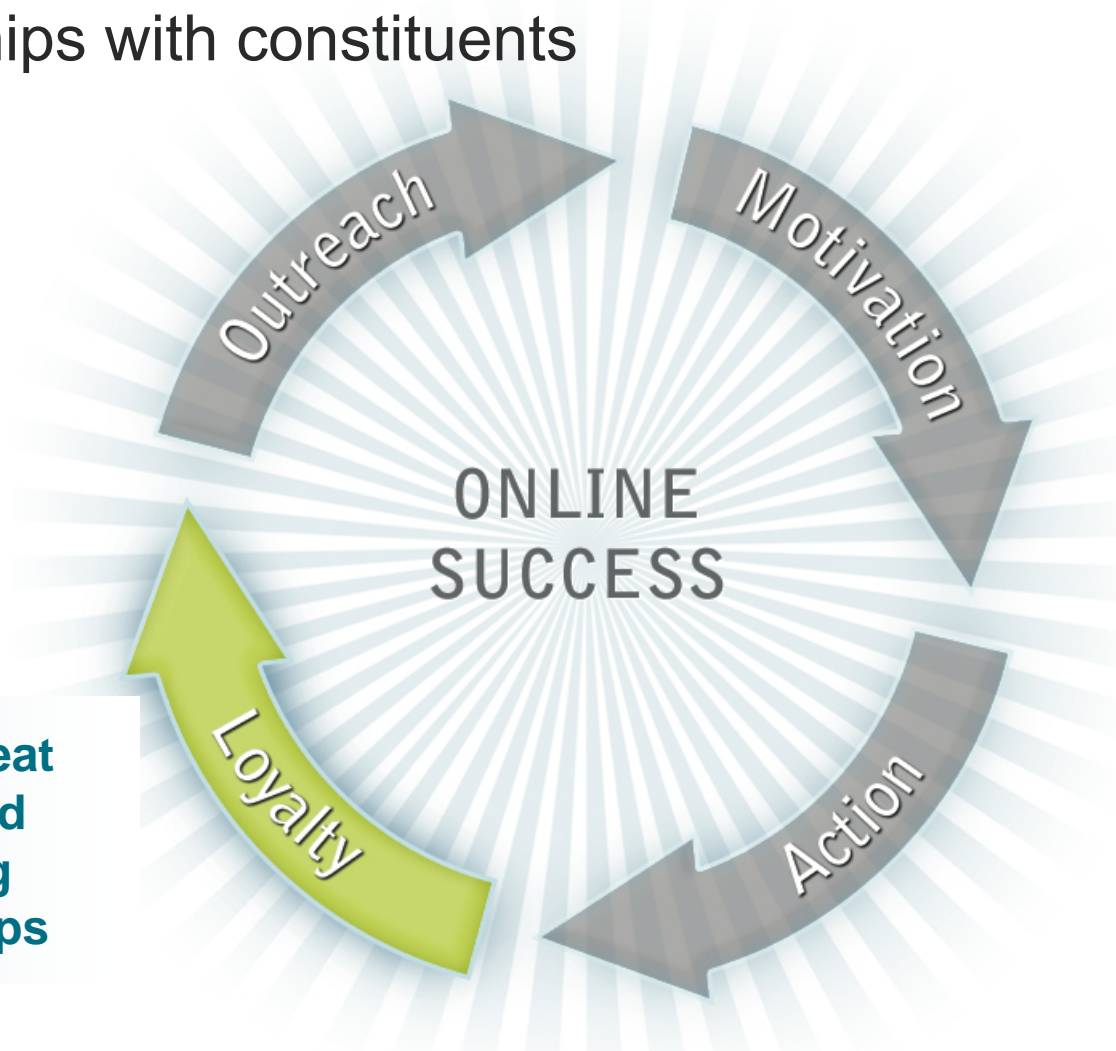 ips with constituents
Outreach
Motivation
ONLINE
SUCCESS
Loyalty
Action
eat
d
g
ps